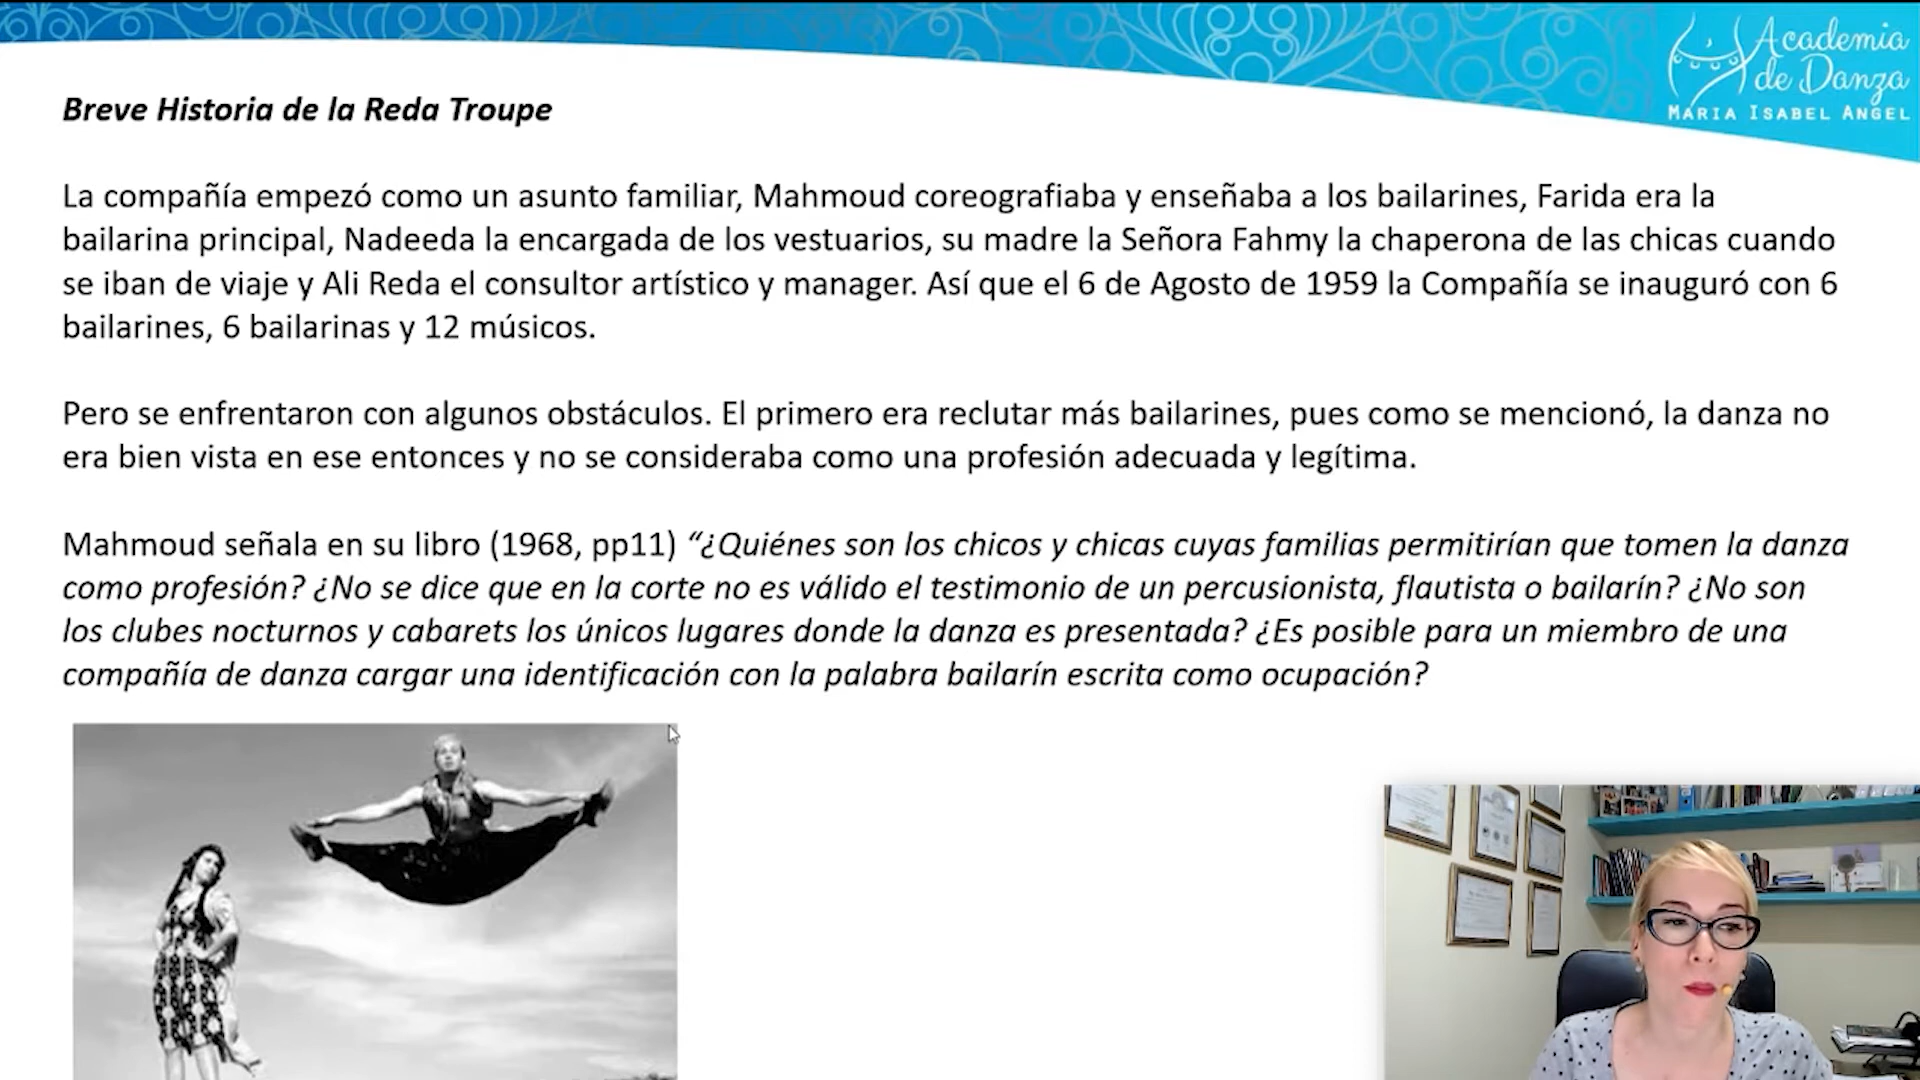 Academia
de Danza
MARIA ISABEL ANGEL
Breve Historia de la Reda Troupe
La compañía empezó como un asunto familiar, Mahmoud coreografiaba y enseñaba a los bailarines, Farida era la
bailarina principal, Nadeeda la encargada de los vestuarios, su madre la Señora Fahmy la chaperona de las chicas cuando
se iban de viaje y Ali Reda el consultor artístico y manager. Así que el 6 de Agosto de 1959 la Compañía se inauguró con 6
bailarines, 6 bailarinas y 12 músicos.
Pero se enfrentaron con algunos obstáculos. El primero era reclutar más bailarines, pues como se mencionó, la danza no
era bien vista en ese entonces y no se consideraba como una profesión adecuada y legítima.
Mahmoud señala en su libro (1968, pp11) “¿Quiénes son los chicos y chicas cuyas familias permitirían que tomen la danza
como profesión? ¿No se dice que en la corte no es válido el testimonio de un percusionista, flautista o bailarín? ¿No son
los clubes nocturnos y cabarets los únicos lugares donde la danza es presentada? ¿Es posible para un miembro de una
compañía de danza cargar una identificación con la palabra bailarín escrita como ocupación?